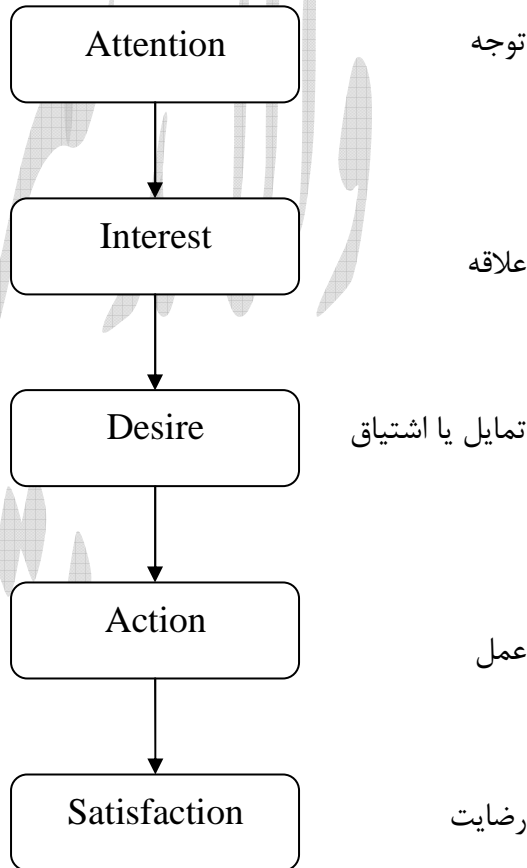 Attention
توجه
Interest
علاقه
Desire
تمایل یا اشتیاق
Action
عمل
Satisfaction
رضایت